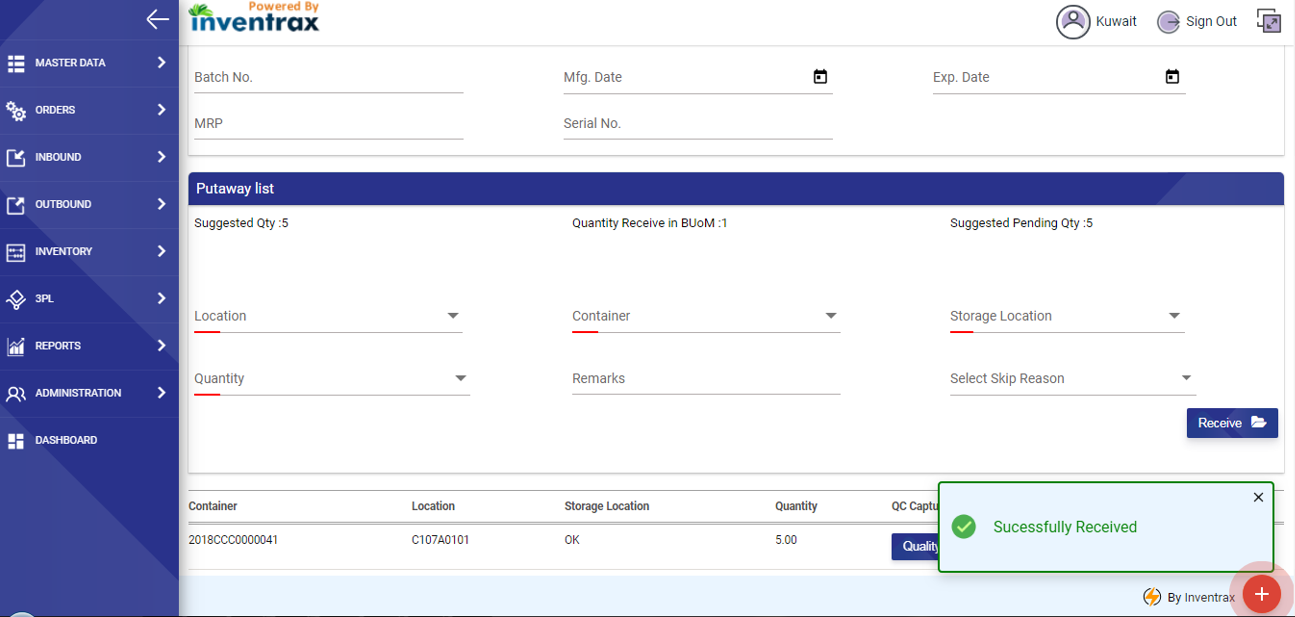 Powered By
inventrax
Kuwait
Sign Out
MASTER DATA
ORDERS
INBOUND
OUTBOUND
INVENTORY
3PL
REPORTS
ADMINISTRATION
DASHBOARD
Batch No.
Mfg. Date
Exp. Date
MRP
Serial No.
Putaway list
Suggested Qty :5
Quantity Receive in BUoM :1
Suggested Pending Qty :5
Location
Container
Storage Location
Quantity
Remarks
Select Skip Reason
Receive
Container
Location
Storage Location
Quantity
QC Captu
2018CCC0000041
C107A0101
OK
5.00
Quality
Sucessfully Received
By Inventrax
+